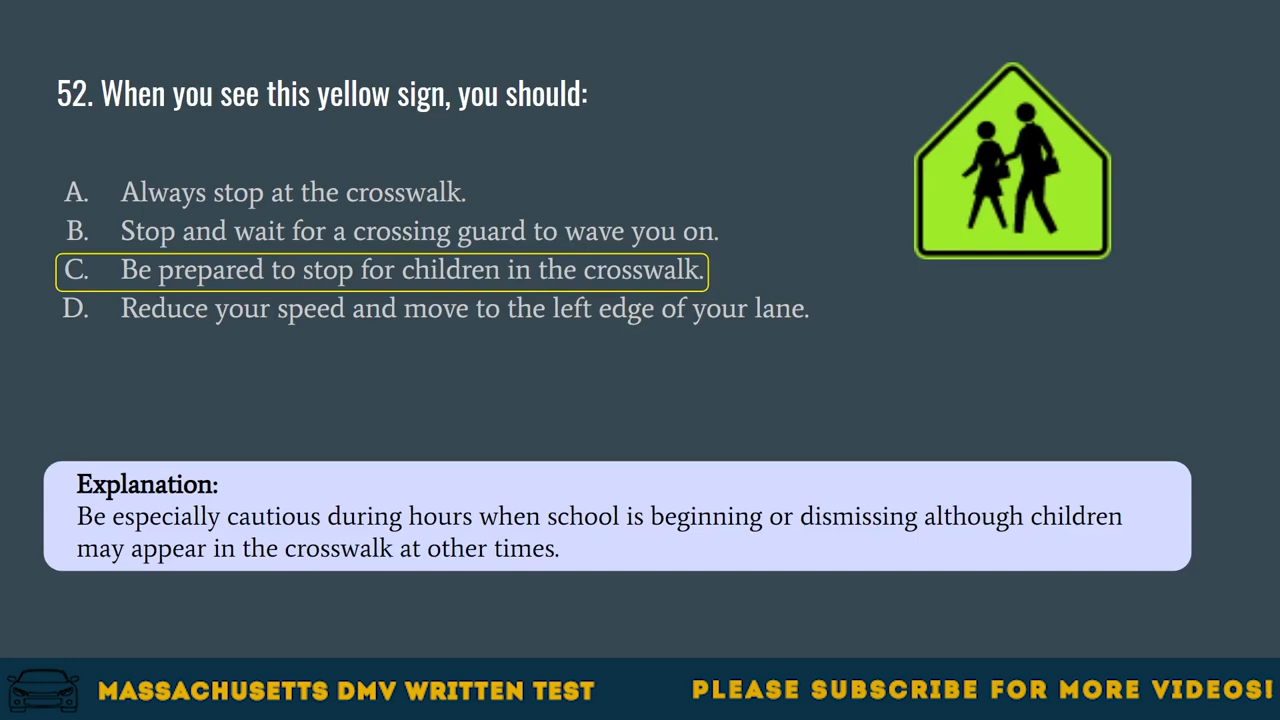 52. When you see this yellow sign, you should:
A. Always stop at the crosswalk.
B. Stop and wait for a crossing guard to wave you on.
C. Be prepared to stop for children in the crosswalk.
D. Reduce your speed and move to the left edge of your lane.
Explanation:
Be especially cautious during hours when school is beginning or dismissing although children
may appear in the crosswalk at other times.
MASSACHUSETTS DMV WRITTEN TEST
PLEASE SUBSCRIBE FOR MORE VIDEOS!